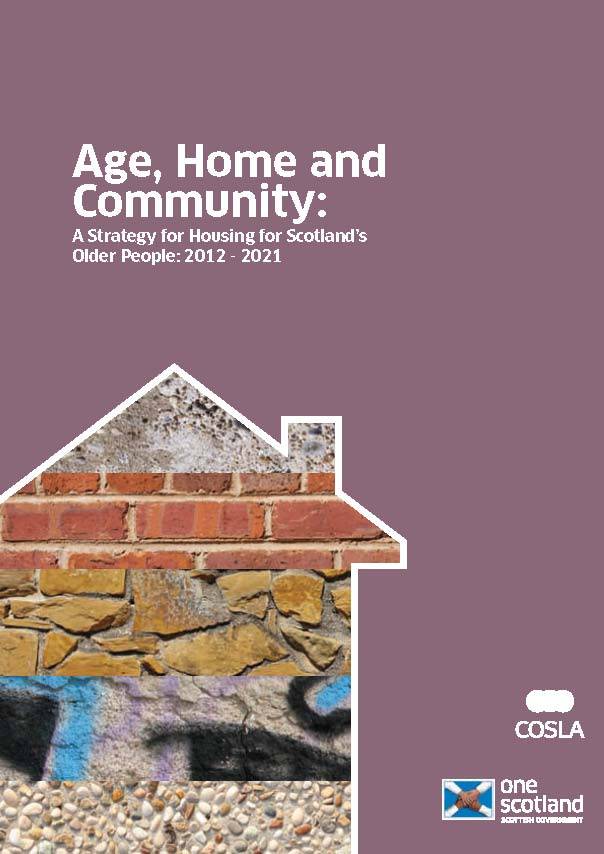 Age, Home and
Community:
A Strategy for Housing for Scotland's
Older People: 2012 - 2021
COSLA
one
scotland
SCOTTISH GOVERNMENT